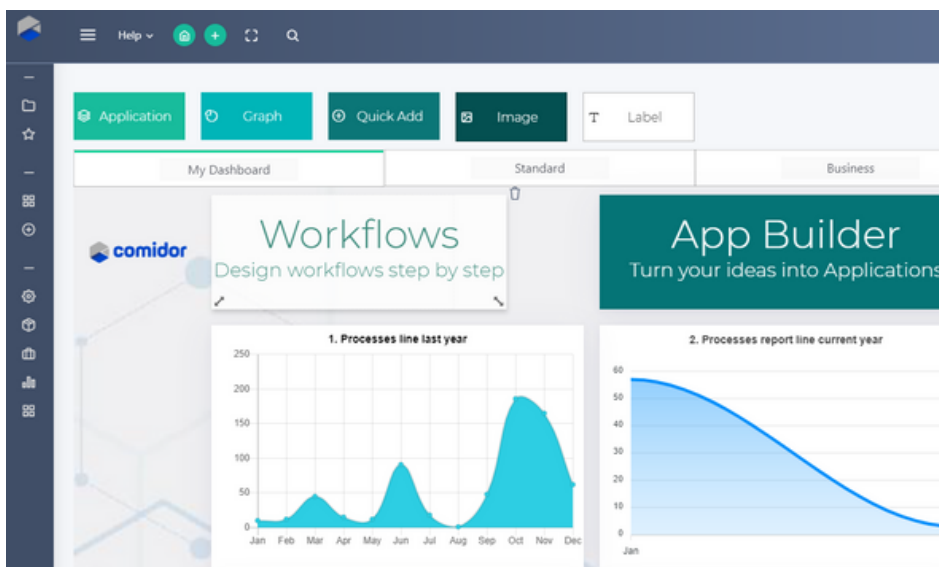 Help
Application
Graph
Quick Add
Image
T
Label
My Dashboard
Standard
Business
comidor
Workflows
Design workflows step by step
App Builder
Turn your ideas into Applications
1. Processes line last year
250
200
150
100
50
0
Jan Feb Mar Apr May Jun Jul Aug Sep Oct Nov Dec
2. Processes report line current year
60
50
40
30
20
10
0
Jan